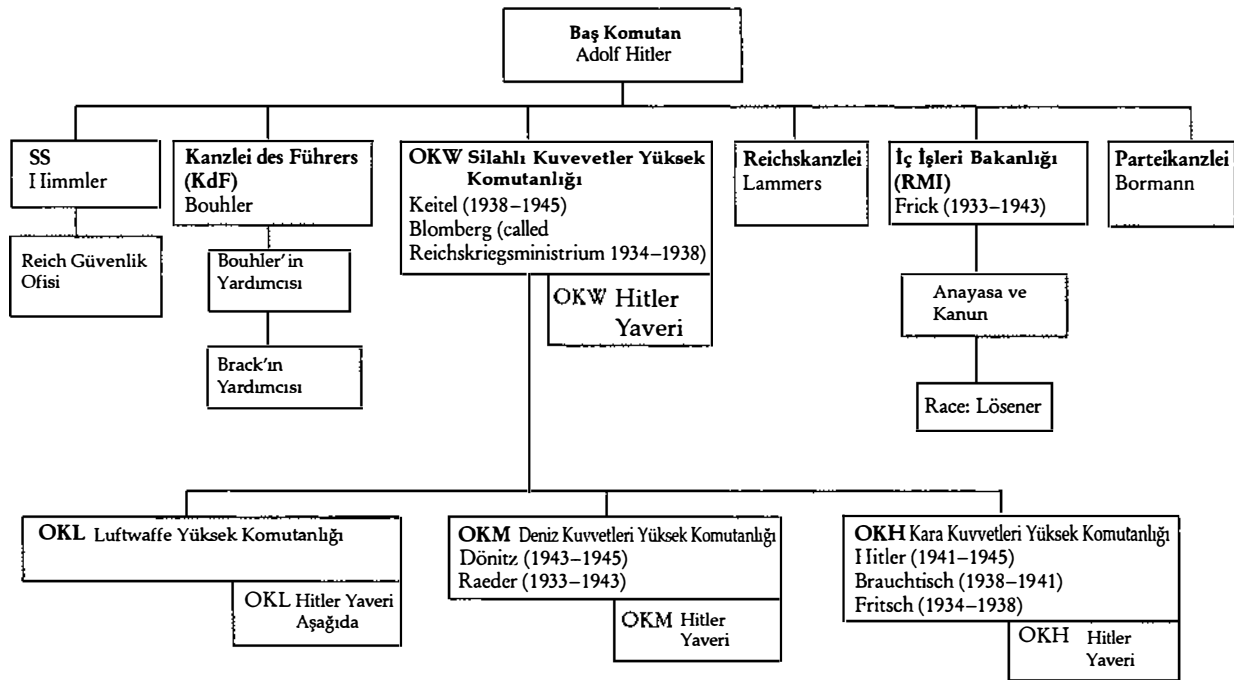 Baş Komutan
Adolf Hitler
SS
Himmler
Reich Güvenlik
Ofisi
Kanzlei des Führers
(KdF)
Bouhler
Bouhler'in
Yardımcısı
Brack'ın
Yardımcısı
OKW Silahlı Kuvevetler Yüksek
Komutanlığı
Keitel (1938–1945)
Blomberg (called
Reichskriegsministrium 1934–1938)
OKW Hitler
Yaveri
Reichskanzlei
Lammers
İç İşleri Bakanlığı
(RMI)
Frick (1933–1943)
Anayasa ve
Kanun
Race: Lösener
Parteikanzlei
Bormann
OKL Luftwaffe Yüksek Komutanlığı
OKL Hitler Yaveri
Aşağıda
OKM Deniz Kuvvetleri Yüksek Komutanlığı
Dönitz (1943–1945)
Raeder (1933–1943)
OKM Hitler
Yaveri
OKH Kara Kuvvetleri Yüksek Komutanlığı
Hitler (1941–1945)
Brauchtisch (1938–1941)
Fritsch (1934–1938)
OKH Hitler
Yaveri